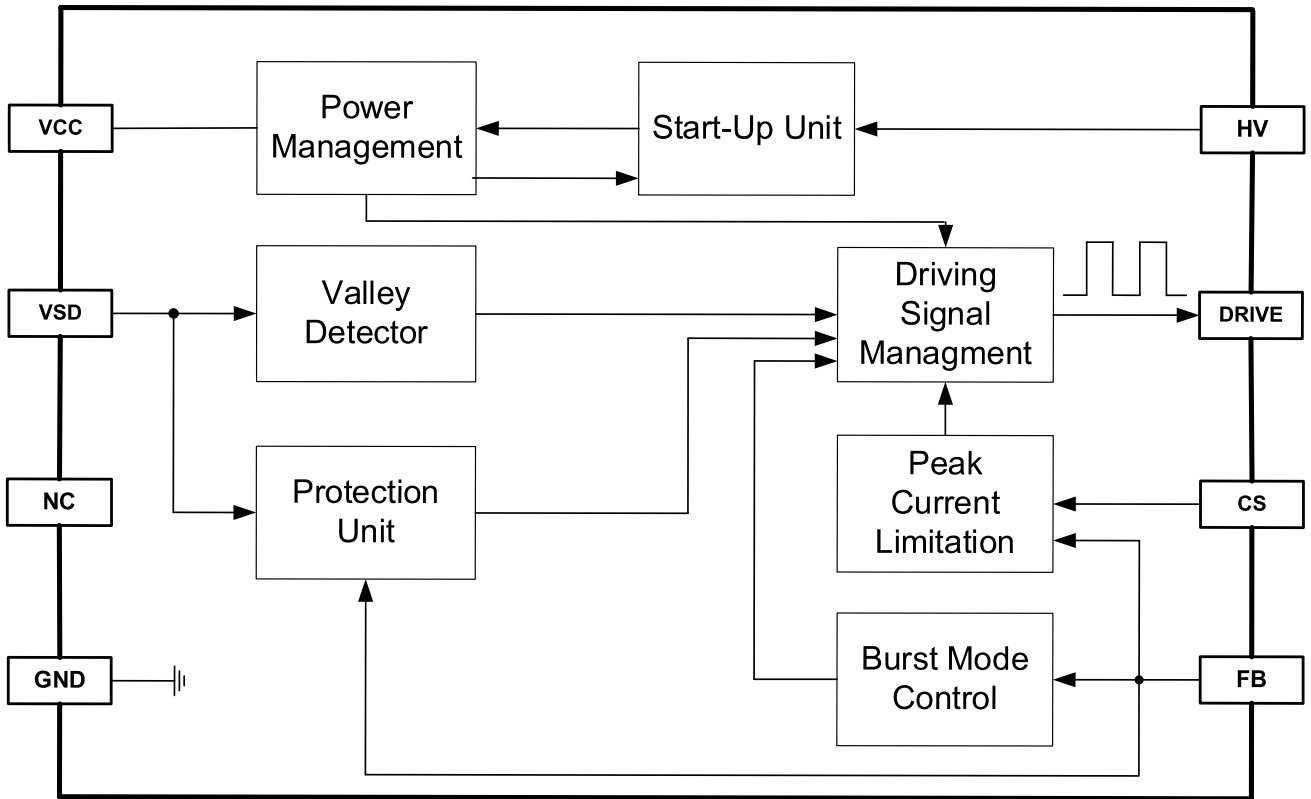 VCC
Power
Management
Start-Up Unit
HV
VSD
Valley
Detector
Driving
Signal
Managment
DRIVE
NC
Protection
Unit
Peak
Current
Limitation
CS
GND
Burst Mode
Control
FB